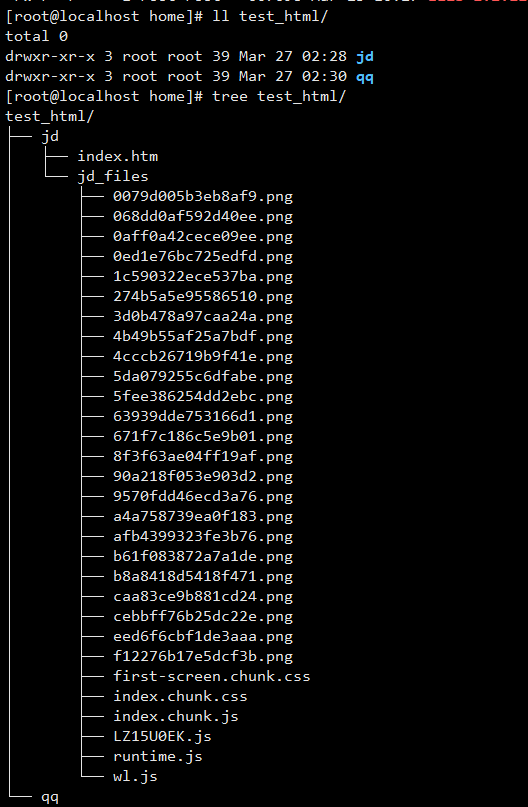 [root@localhost home]# ll test_html/
total 0
drwxr-xr-x 3 root root 39 Mar 27 02:28 jd
drwxr-xr-x 3 root root 39 Mar 27 02:30 qq
[root@localhost home]# tree test_html/
test_html/
├── jd
│   ├── index.htm
│   └── jd_files
│       ├── 0079d005b3eb8af9.png
│       ├── 068dd0af592d40ee.png
│       ├── 0aff0a42cece09ee.png
│       ├── 0ed1e76bc725edfd.png
│       ├── 1c590322ece537ba.png
│       ├── 274b5a5e95586510.png
│       ├── 3d0b478a97caa24a.png
│       ├── 4b49b55af25a7bdf.png
│       ├── 4cccb26719b9f41e.png
│       ├── 5da079255c6dfabe.png
│       ├── 5fee386254dd2ebc.png
│       ├── 63939dde753166d1.png
│       ├── 671f7c186c5e9b01.png
│       ├── 8f3f63ae04ff19af.png
│       ├── 90a218f053e903d2.png
│       ├── 9570fdd46ecd3a76.png
│       ├── a4a758739ea0f183.png
│       ├── afb4399323fe3b76.png
│       ├── b61f083872a7a1de.png
│       ├── b8a8418d5418f471.png
│       ├── caa83ce9b881cd24.png
│       ├── cebbff76b25dc22e.png
│       ├── eed6f6cbf1de3aaa.png
│       ├── f12276b17e5dcf3b.png
│       ├── first-screen.chunk.css
│       ├── index.chunk.css
│       ├── index.chunk.js
│       ├── LZ15U0EK.js
│       ├── runtime.js
│       └── wl.js
└── qq